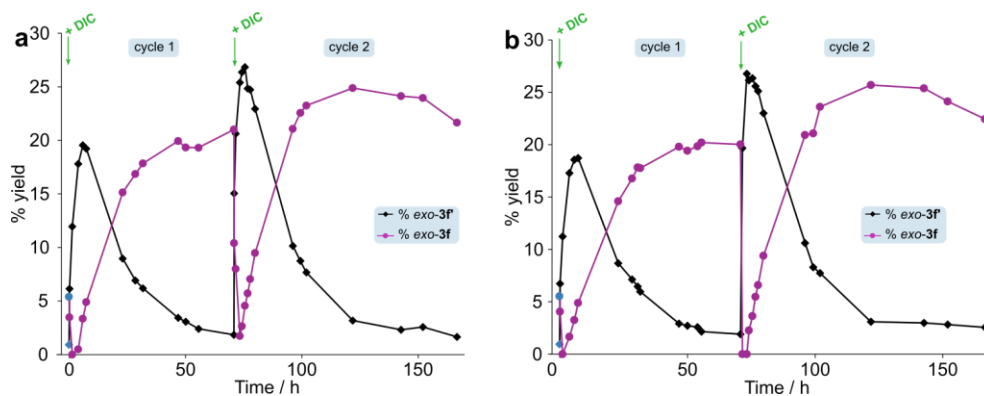 a
+ DIC
cycle 1
+ DIC
cycle 2
% yield
30
25
20
15
10
5
0
% exo-3f'
% exo-3f
0
50
100
150
Time / h
b
+ DIC
cycle 1
+ DIC
cycle 2
% yield
30
25
20
15
10
5
0
% exo-3f'
% exo-3f
0
50
100
150
Time / h